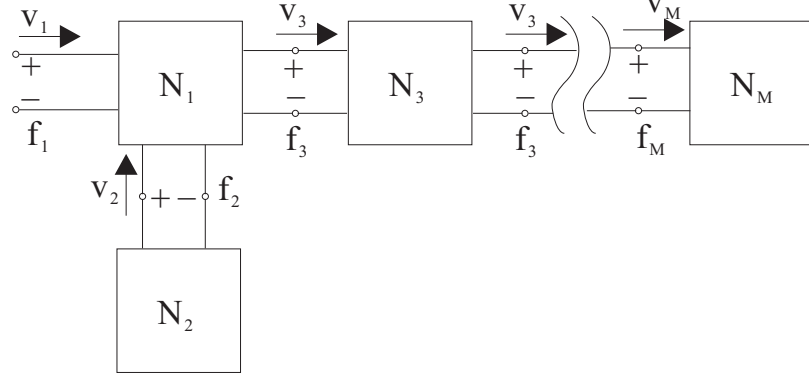 v₁ v₃ v₃ v_M
+ + + +
N₁ N₃ N_M
− − − −
f₁ f₃ f₃ f_M
v₂ + − f₂
N₂